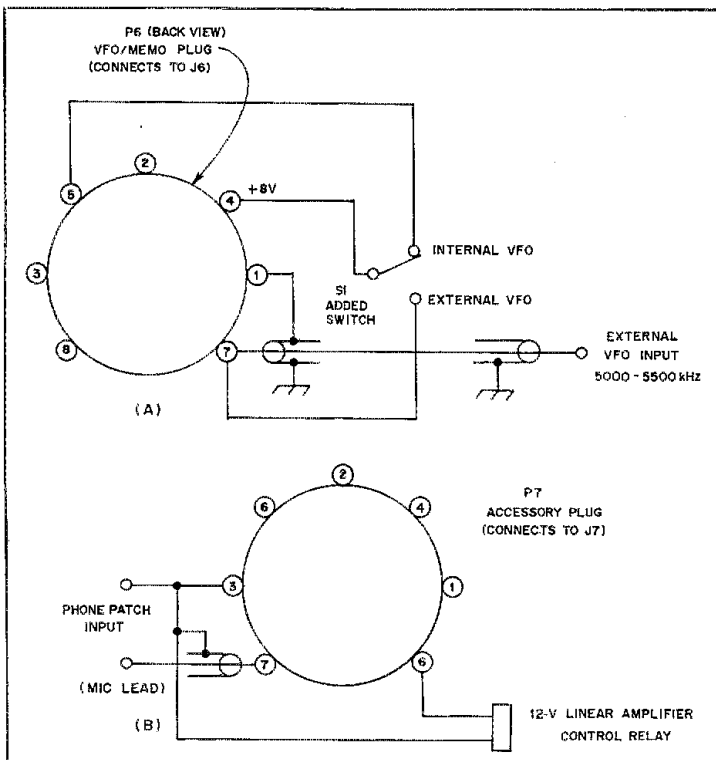 P6 (BACK VIEW)
VFO/MEMO PLUG
(CONNECTS TO J6)
2
5
4
+8V
INTERNAL VFO
3
1
S1
ADDED
SWITCH
EXTERNAL VFO
8
7
EXTERNAL
VFO INPUT
5000-5500 kHz
(A)
2
6
4
P7
ACCESSORY PLUG
(CONNECTS TO J7)
3
1
PHONE PATCH
INPUT
7
6
(MIC LEAD)
(B)
12-V LINEAR AMPLIFIER
CONTROL RELAY